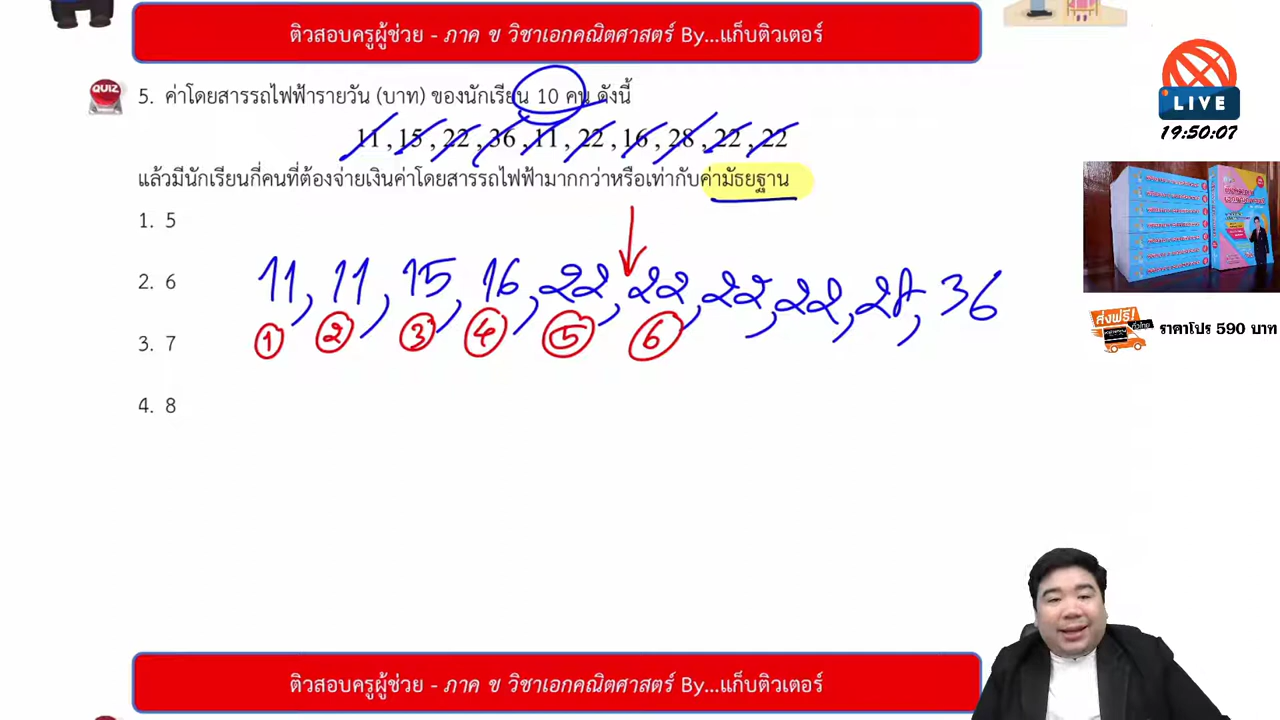 ติวสอบครูผู้ช่วย - ภาค ข วิชาเอกคณิตศาสตร์ By...แก็บติวเตอร์
QUIZ
5. ค่าโดยสารรถไฟฟ้ารายวัน (บาท) ของนักเรียน 10 คน ดังนี้
11 , 15 , 22 , 36 , 11 , 22 , 16 , 28 , 22 , 22
แล้วมีนักเรียนกี่คนที่ต้องจ่ายเงินค่าโดยสารรถไฟฟ้ามากกว่าหรือเท่ากับค่ามัธยฐาน
1. 5
2. 6
11, 11, 15, 16, 22, 22, 22, 22, 28, 36
1 2 3 4 5 6
3. 7
4. 8
LIVE
19:50:07
ส่งฟรี!
ทั่วไทย
ราคาโปร 590 บาท
ติวสอบครูผู้ช่วย - ภาค ข วิชาเอกคณิตศาสตร์ By...แก็บติวเตอร์